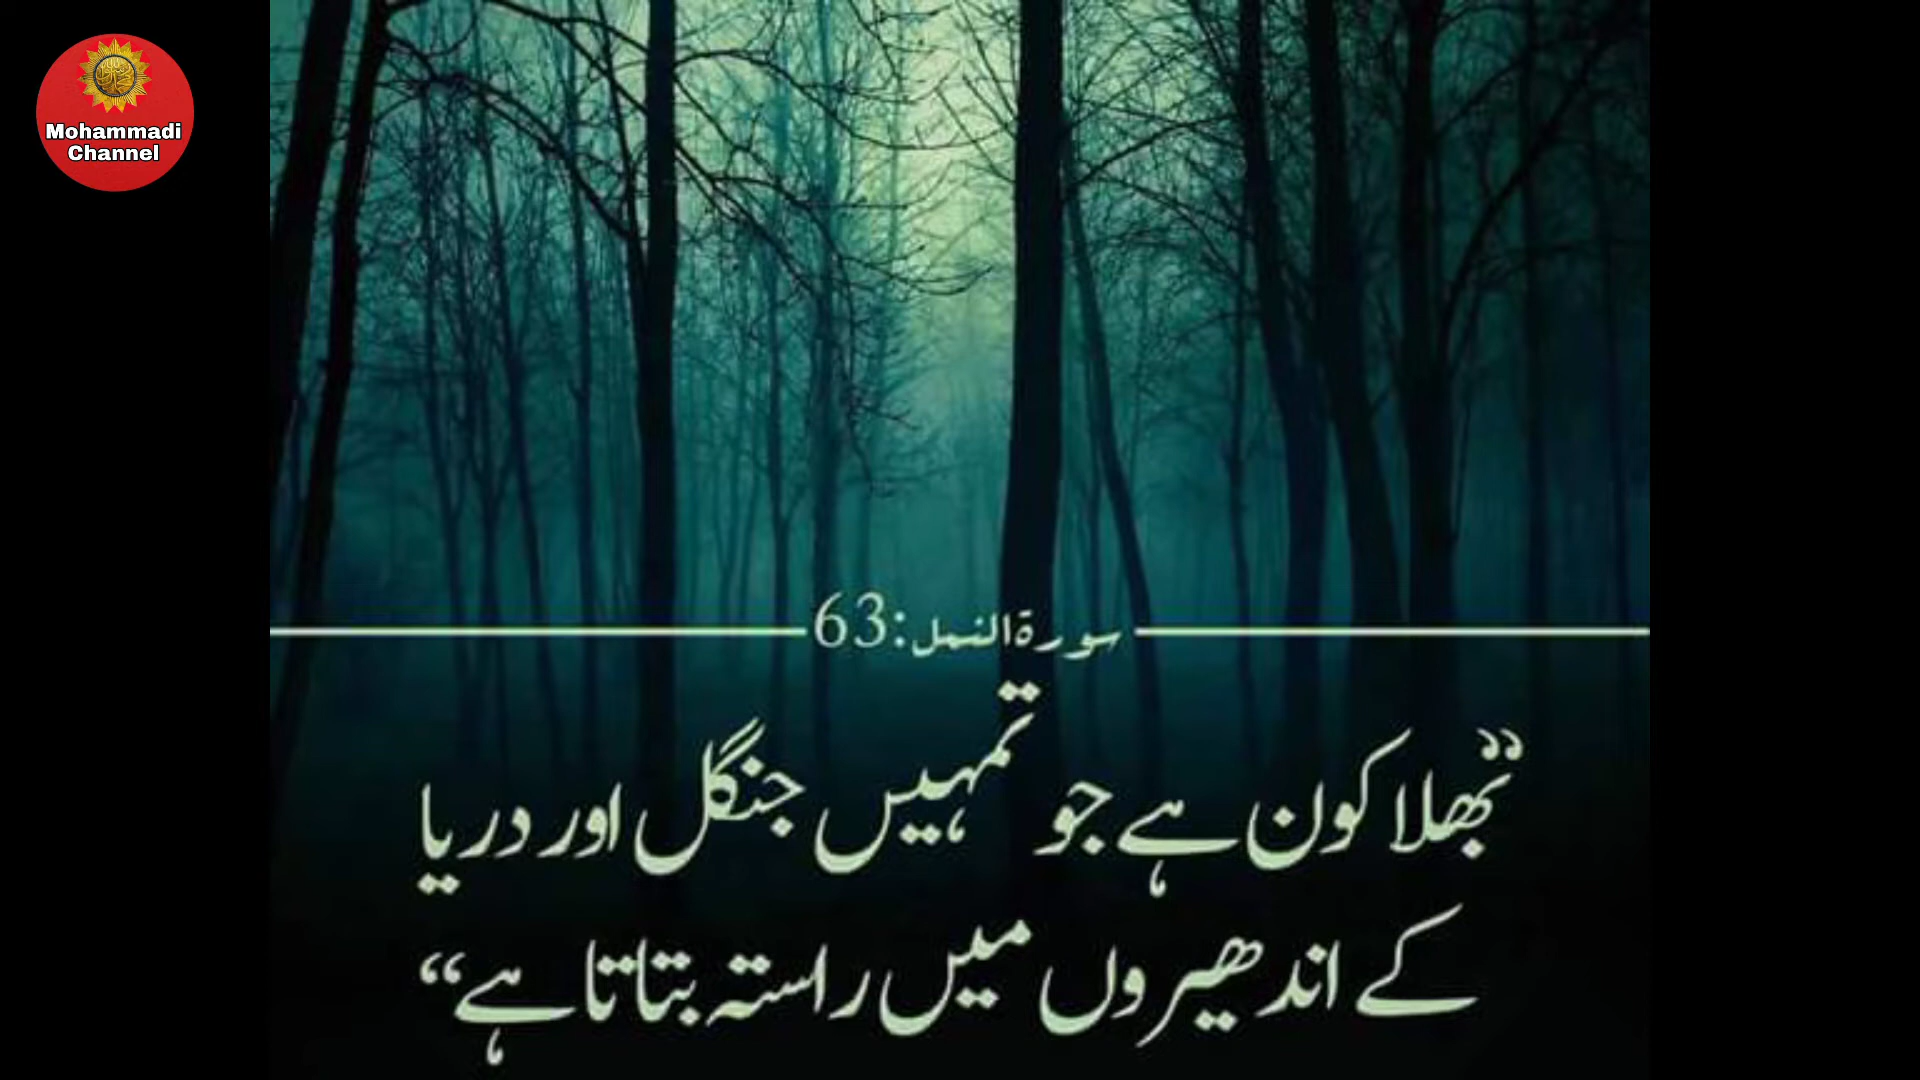 Mohammadi
Channel
سورۃ النمل:63
”بھلا کون ہے جو تمہیں جنگل اور دریا
کے اندھیروں میں راستہ بتاتا ہے“